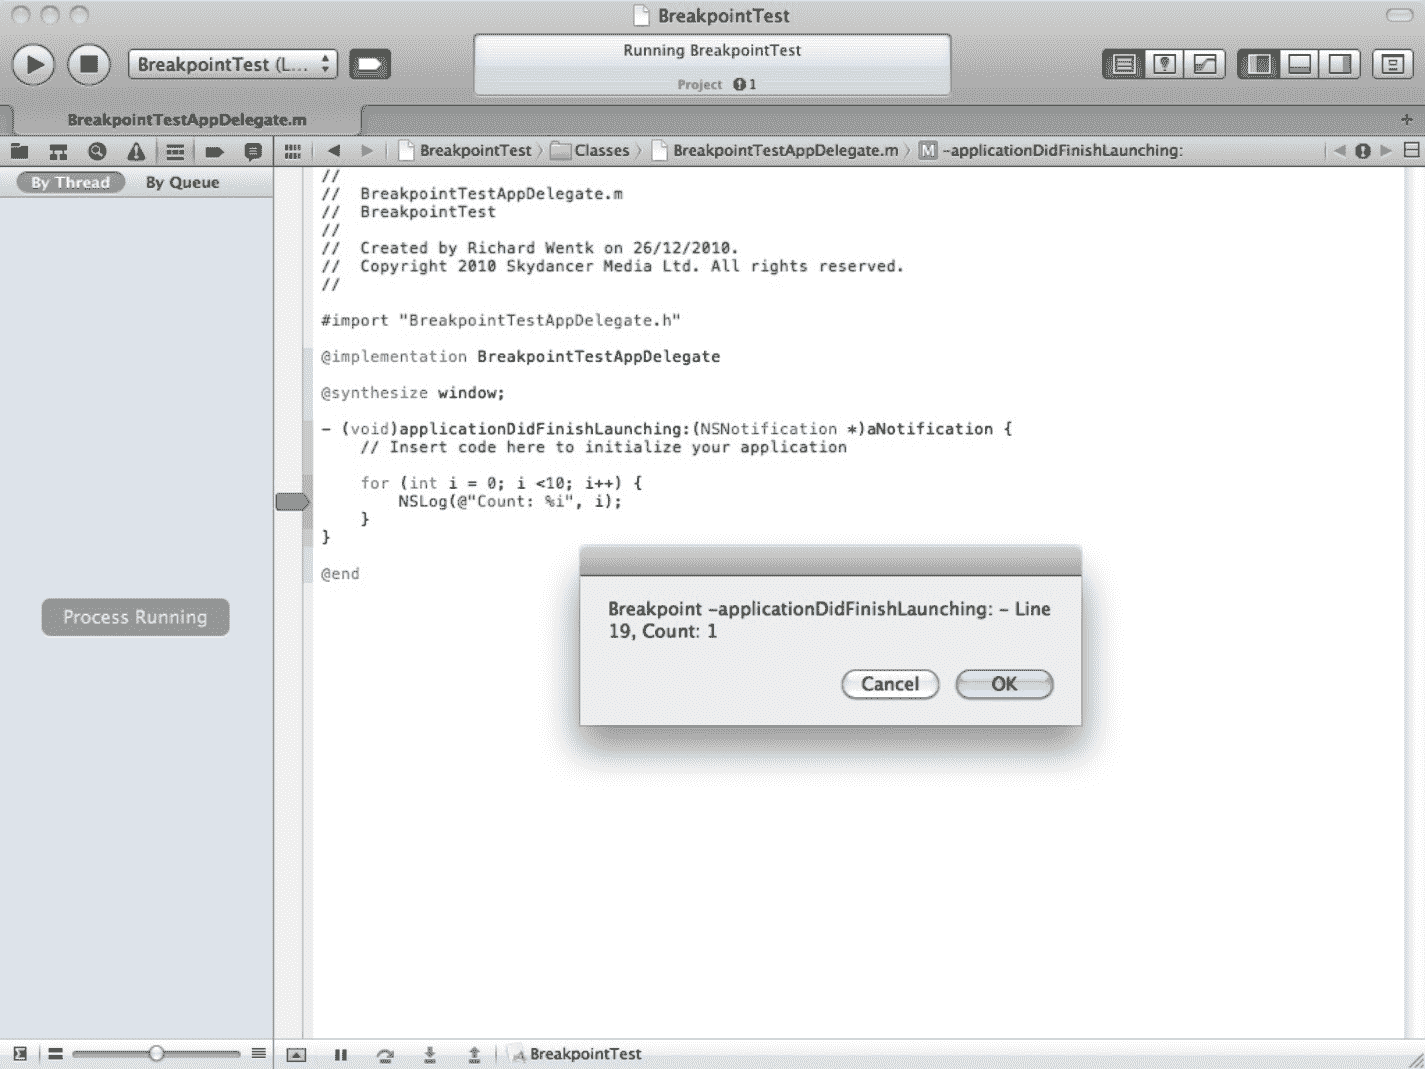 BreakpointTest
BreakpointTest (L...
Running BreakpointTest
Project 1
BreakpointTestAppDelegate.m
BreakpointTest Classes BreakpointTestAppDelegate.m M -applicationDidFinishLaunching:
By Thread By Queue
//
// BreakpointTestAppDelegate.m
// BreakpointTest
//
// Created by Richard Wentk on 26/12/2010.
// Copyright 2010 Skydancer Media Ltd. All rights reserved.
//
#import "BreakpointTestAppDelegate.h"
@implementation BreakpointTestAppDelegate
@synthesize window;
- (void)applicationDidFinishLaunching:(NSNotification *)aNotification {
// Insert code here to initialize your application
for (int i = 0; i <10; i++) {
NSLog(@"Count: %i", i);
}
}
@end
Process Running
Breakpoint -applicationDidFinishLaunching: - Line
19, Count: 1
Cancel OK
BreakpointTest